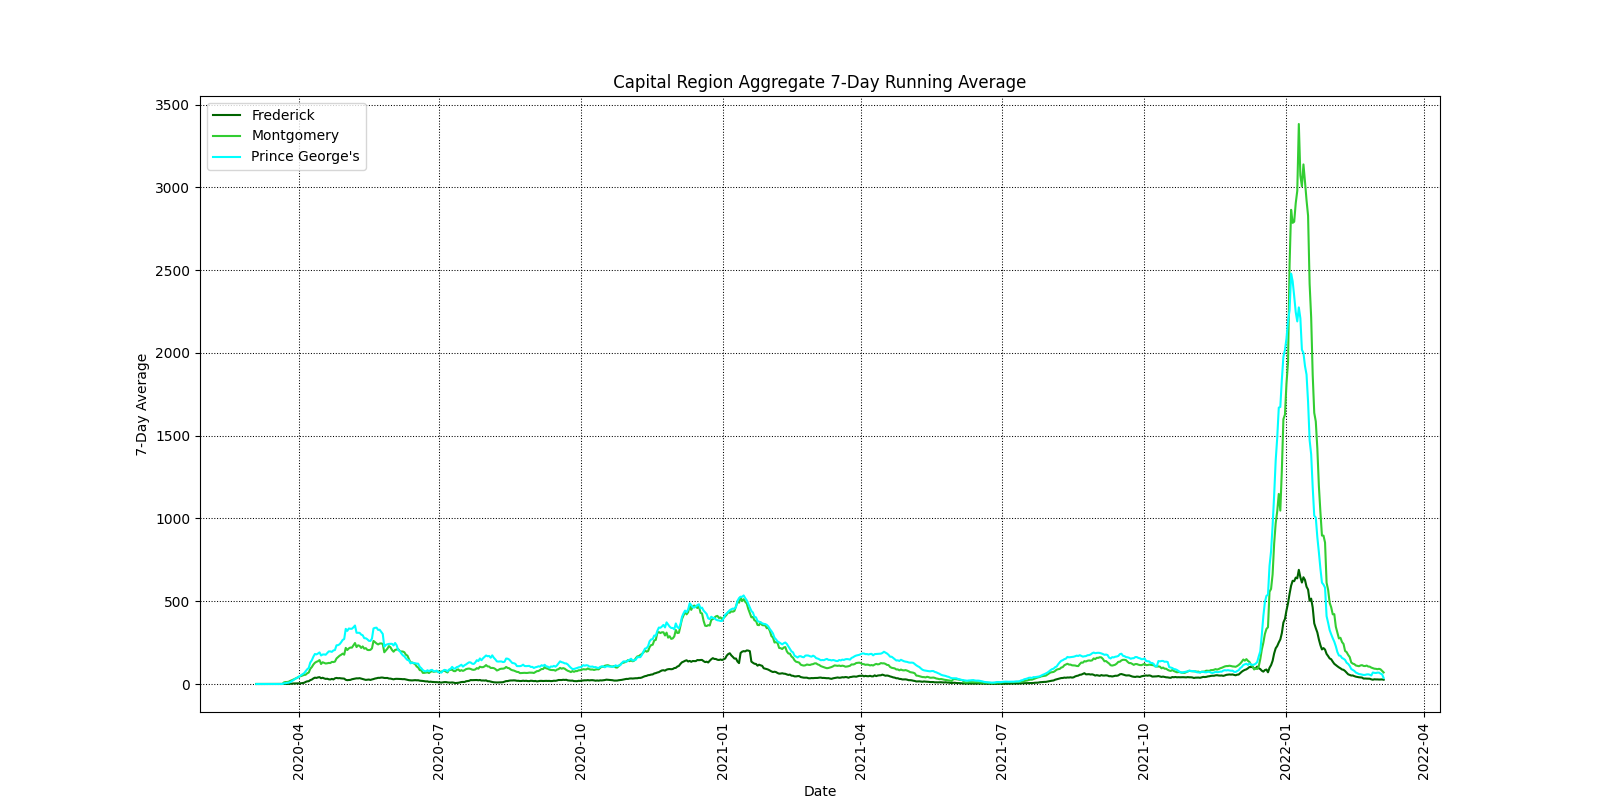 Capital Region Aggregate 7-Day Running Average
Frederick
Montgomery
Prince George's
7-Day Average
3500
3000
2500
2000
1500
1000
500
0
2020-04
2020-07
2020-10
2021-01
2021-04
2021-07
2021-10
2022-01
2022-04
Date